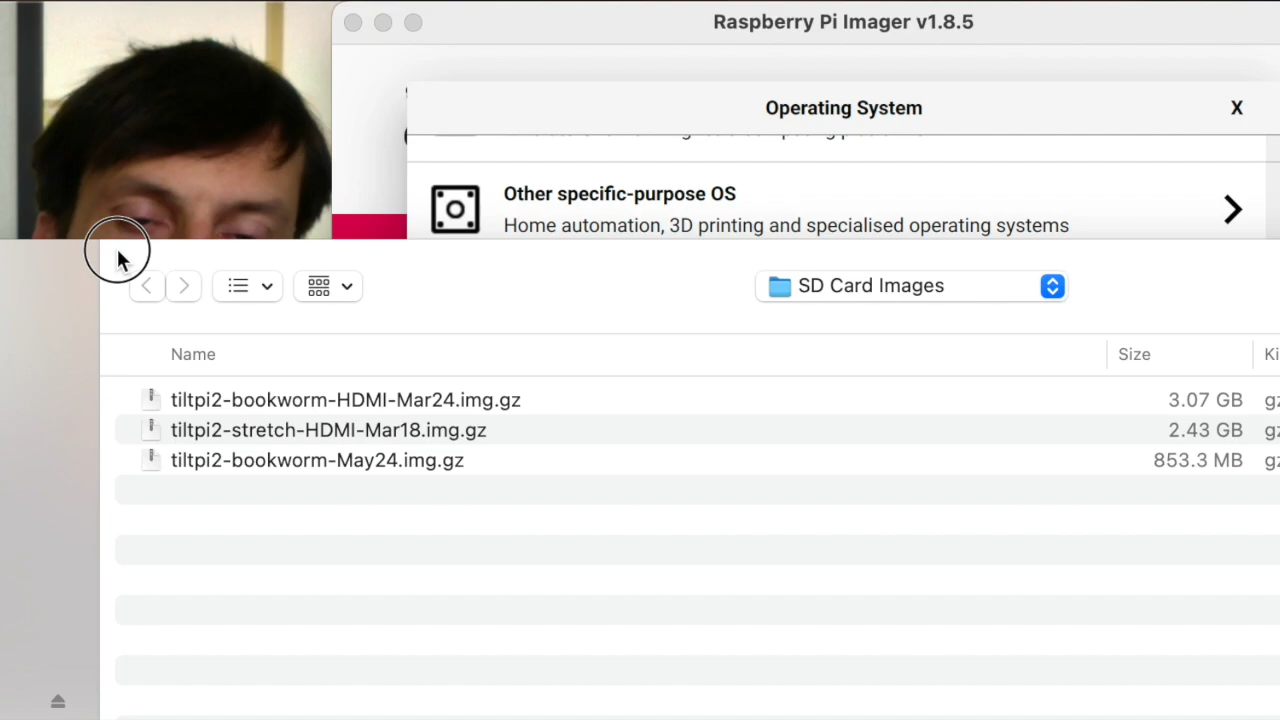 Raspberry Pi Imager v1.8.5
Operating System
X
Other specific-purpose OS
Home automation, 3D printing and specialised operating systems
SD Card Images
Name Size
tiltpi2-bookworm-HDMI-Mar24.img.gz 3.07 GB
tiltpi2-stretch-HDMI-Mar18.img.gz 2.43 GB
tiltpi2-bookworm-May24.img.gz 853.3 MB